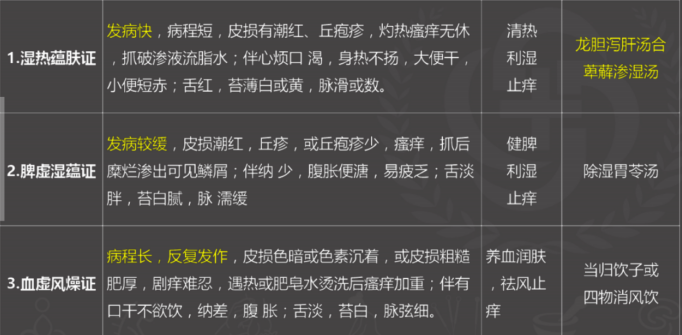 1.湿热蕴肤证
发病快，病程短，皮损有潮红、丘疱疹，灼热瘙痒无休
，抓破渗液流脂水；伴心烦口 渴，身热不扬，大便干，
小便短赤；舌红，苔薄白或黄，脉滑或数。
清热
利湿
止痒
龙胆泻肝汤合
萆薢渗湿汤
2.脾虚湿蕴证
发病较缓，皮损潮红，丘疹，或丘疱疹少，瘙痒，抓后
糜烂渗出可见鳞屑；伴纳 少，腹胀便溏，易疲乏；舌淡
胖，苔白腻，脉 濡缓
健脾
利湿
止痒
除湿胃苓汤
3.血虚风燥证
病程长，反复发作，皮损色暗或色素沉着，或皮损粗糙
肥厚，剧痒难忍，遇热或肥皂水烫洗后瘙痒加重；伴有
口干不欲饮，纳差，腹 胀；舌淡，苔白，脉弦细。
养血润肤
，祛风止
痒
当归饮子或
四物消风饮